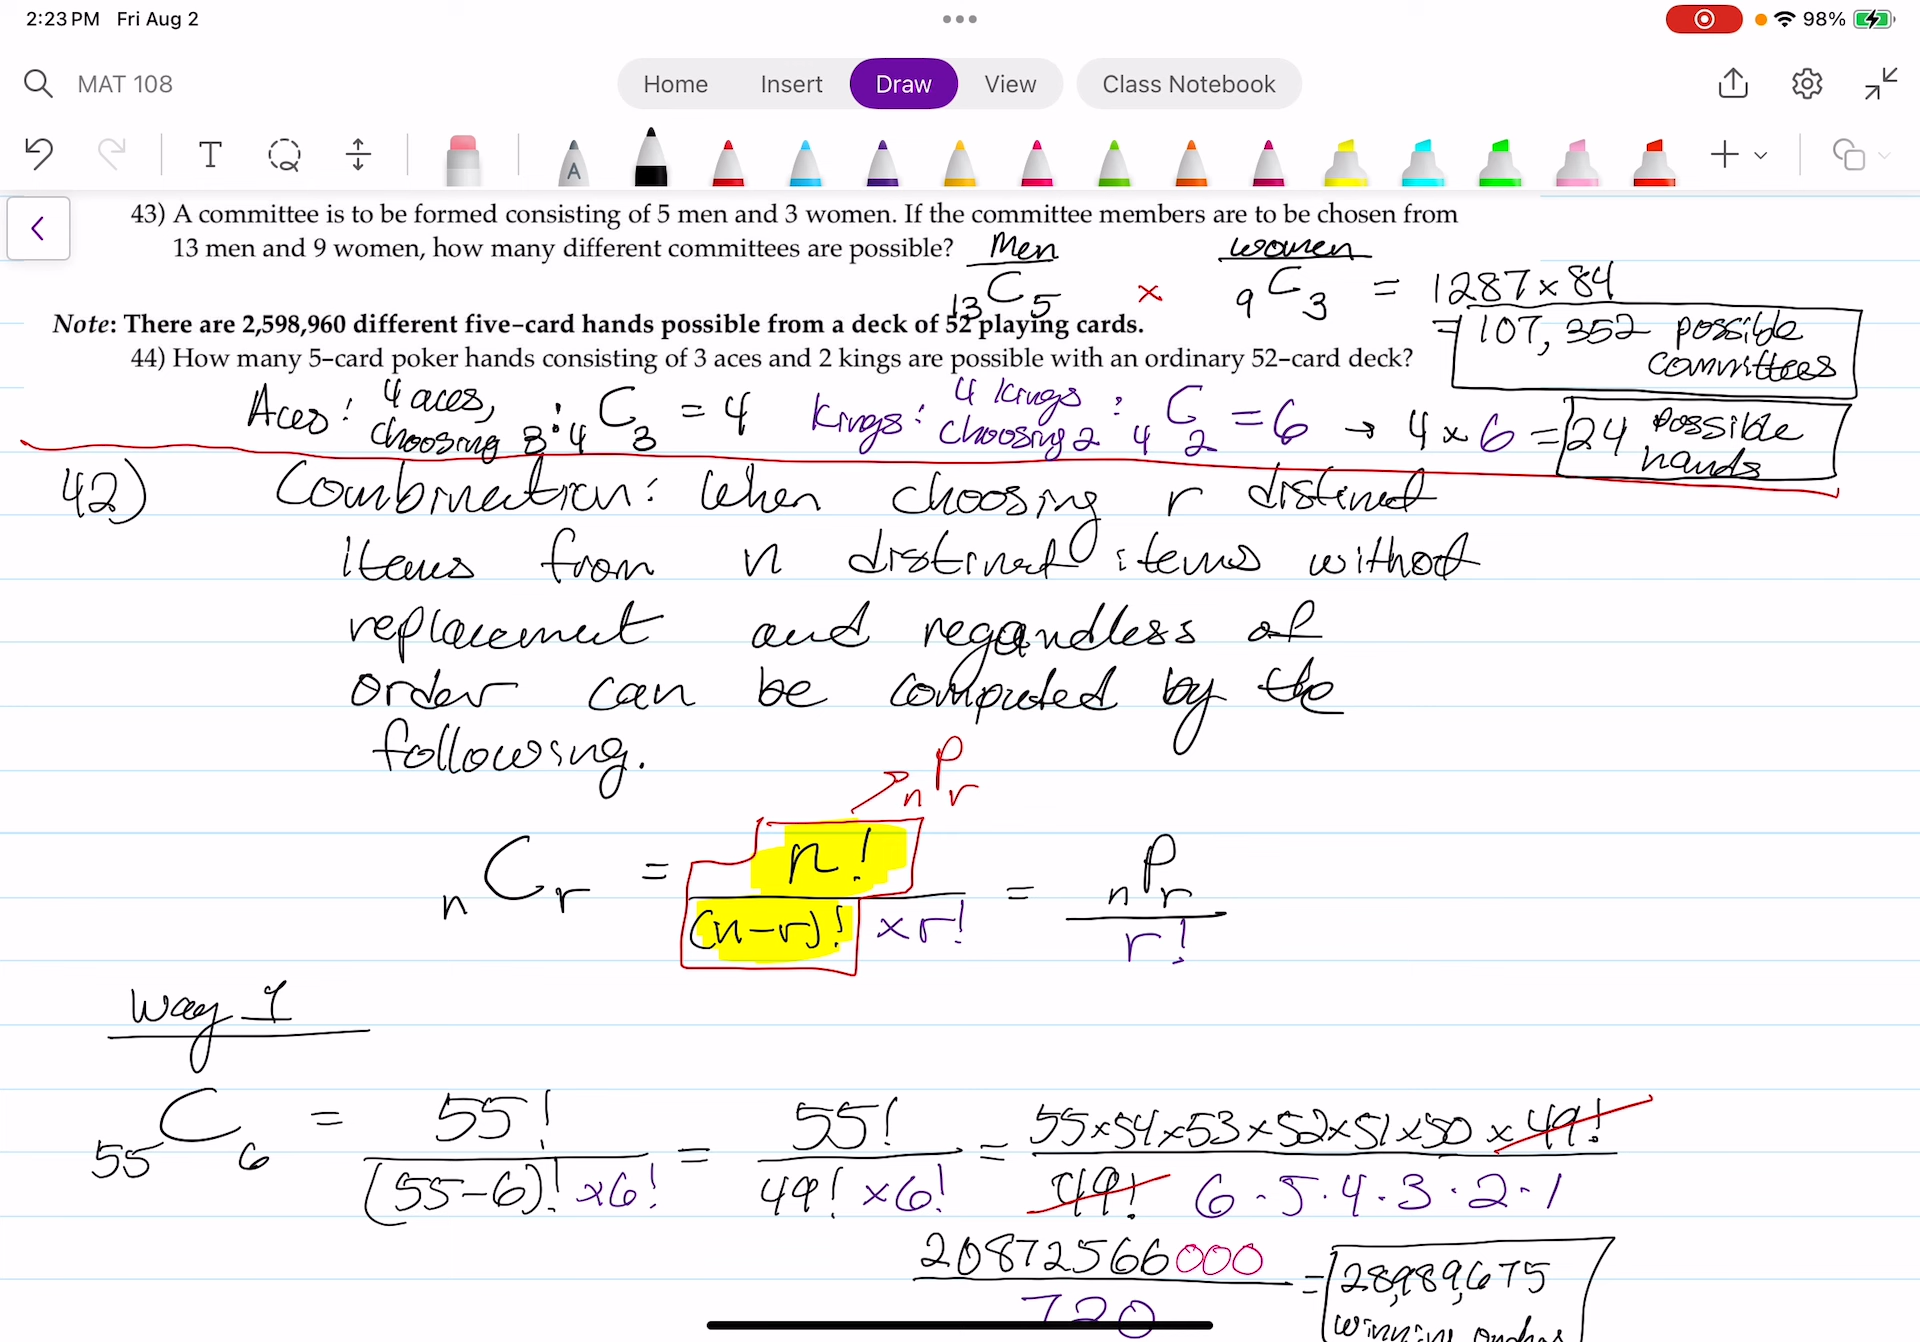 2:23 PM Fri Aug 2
98%
MAT 108
Home Insert Draw View Class Notebook
T A
43) A committee is to be formed consisting of 5 men and 3 women. If the committee members are to be chosen from
13 men and 9 women, how many different committees are possible? Men women
13C5 × 9C3 = 1287 × 84
= 107,352 possible committees
Note: There are 2,598,960 different five-card hands possible from a deck of 52 playing cards.
44) How many 5-card poker hands consisting of 3 aces and 2 kings are possible with an ordinary 52-card deck?
Aces: 4 aces, choosing 3: 4C3 = 4 Kings: 4 kings choosing 2: 4C2 = 6 → 4 × 6 = 24 possible hands
42) Combination: When choosing r distinct
items from n distinct items without
replacement and regardless of
order can be computed by the
following.
nPr
nCr = n! / (n-r)! × r! = nPr / r!
Way 1
55C6 = 55! / (55-6)! × 6! = 55! / 49! × 6! = 55×54×53×52×51×50 × 49! / 49! 6·5·4·3·2·1
20872566000 / 720 = 28,989,675